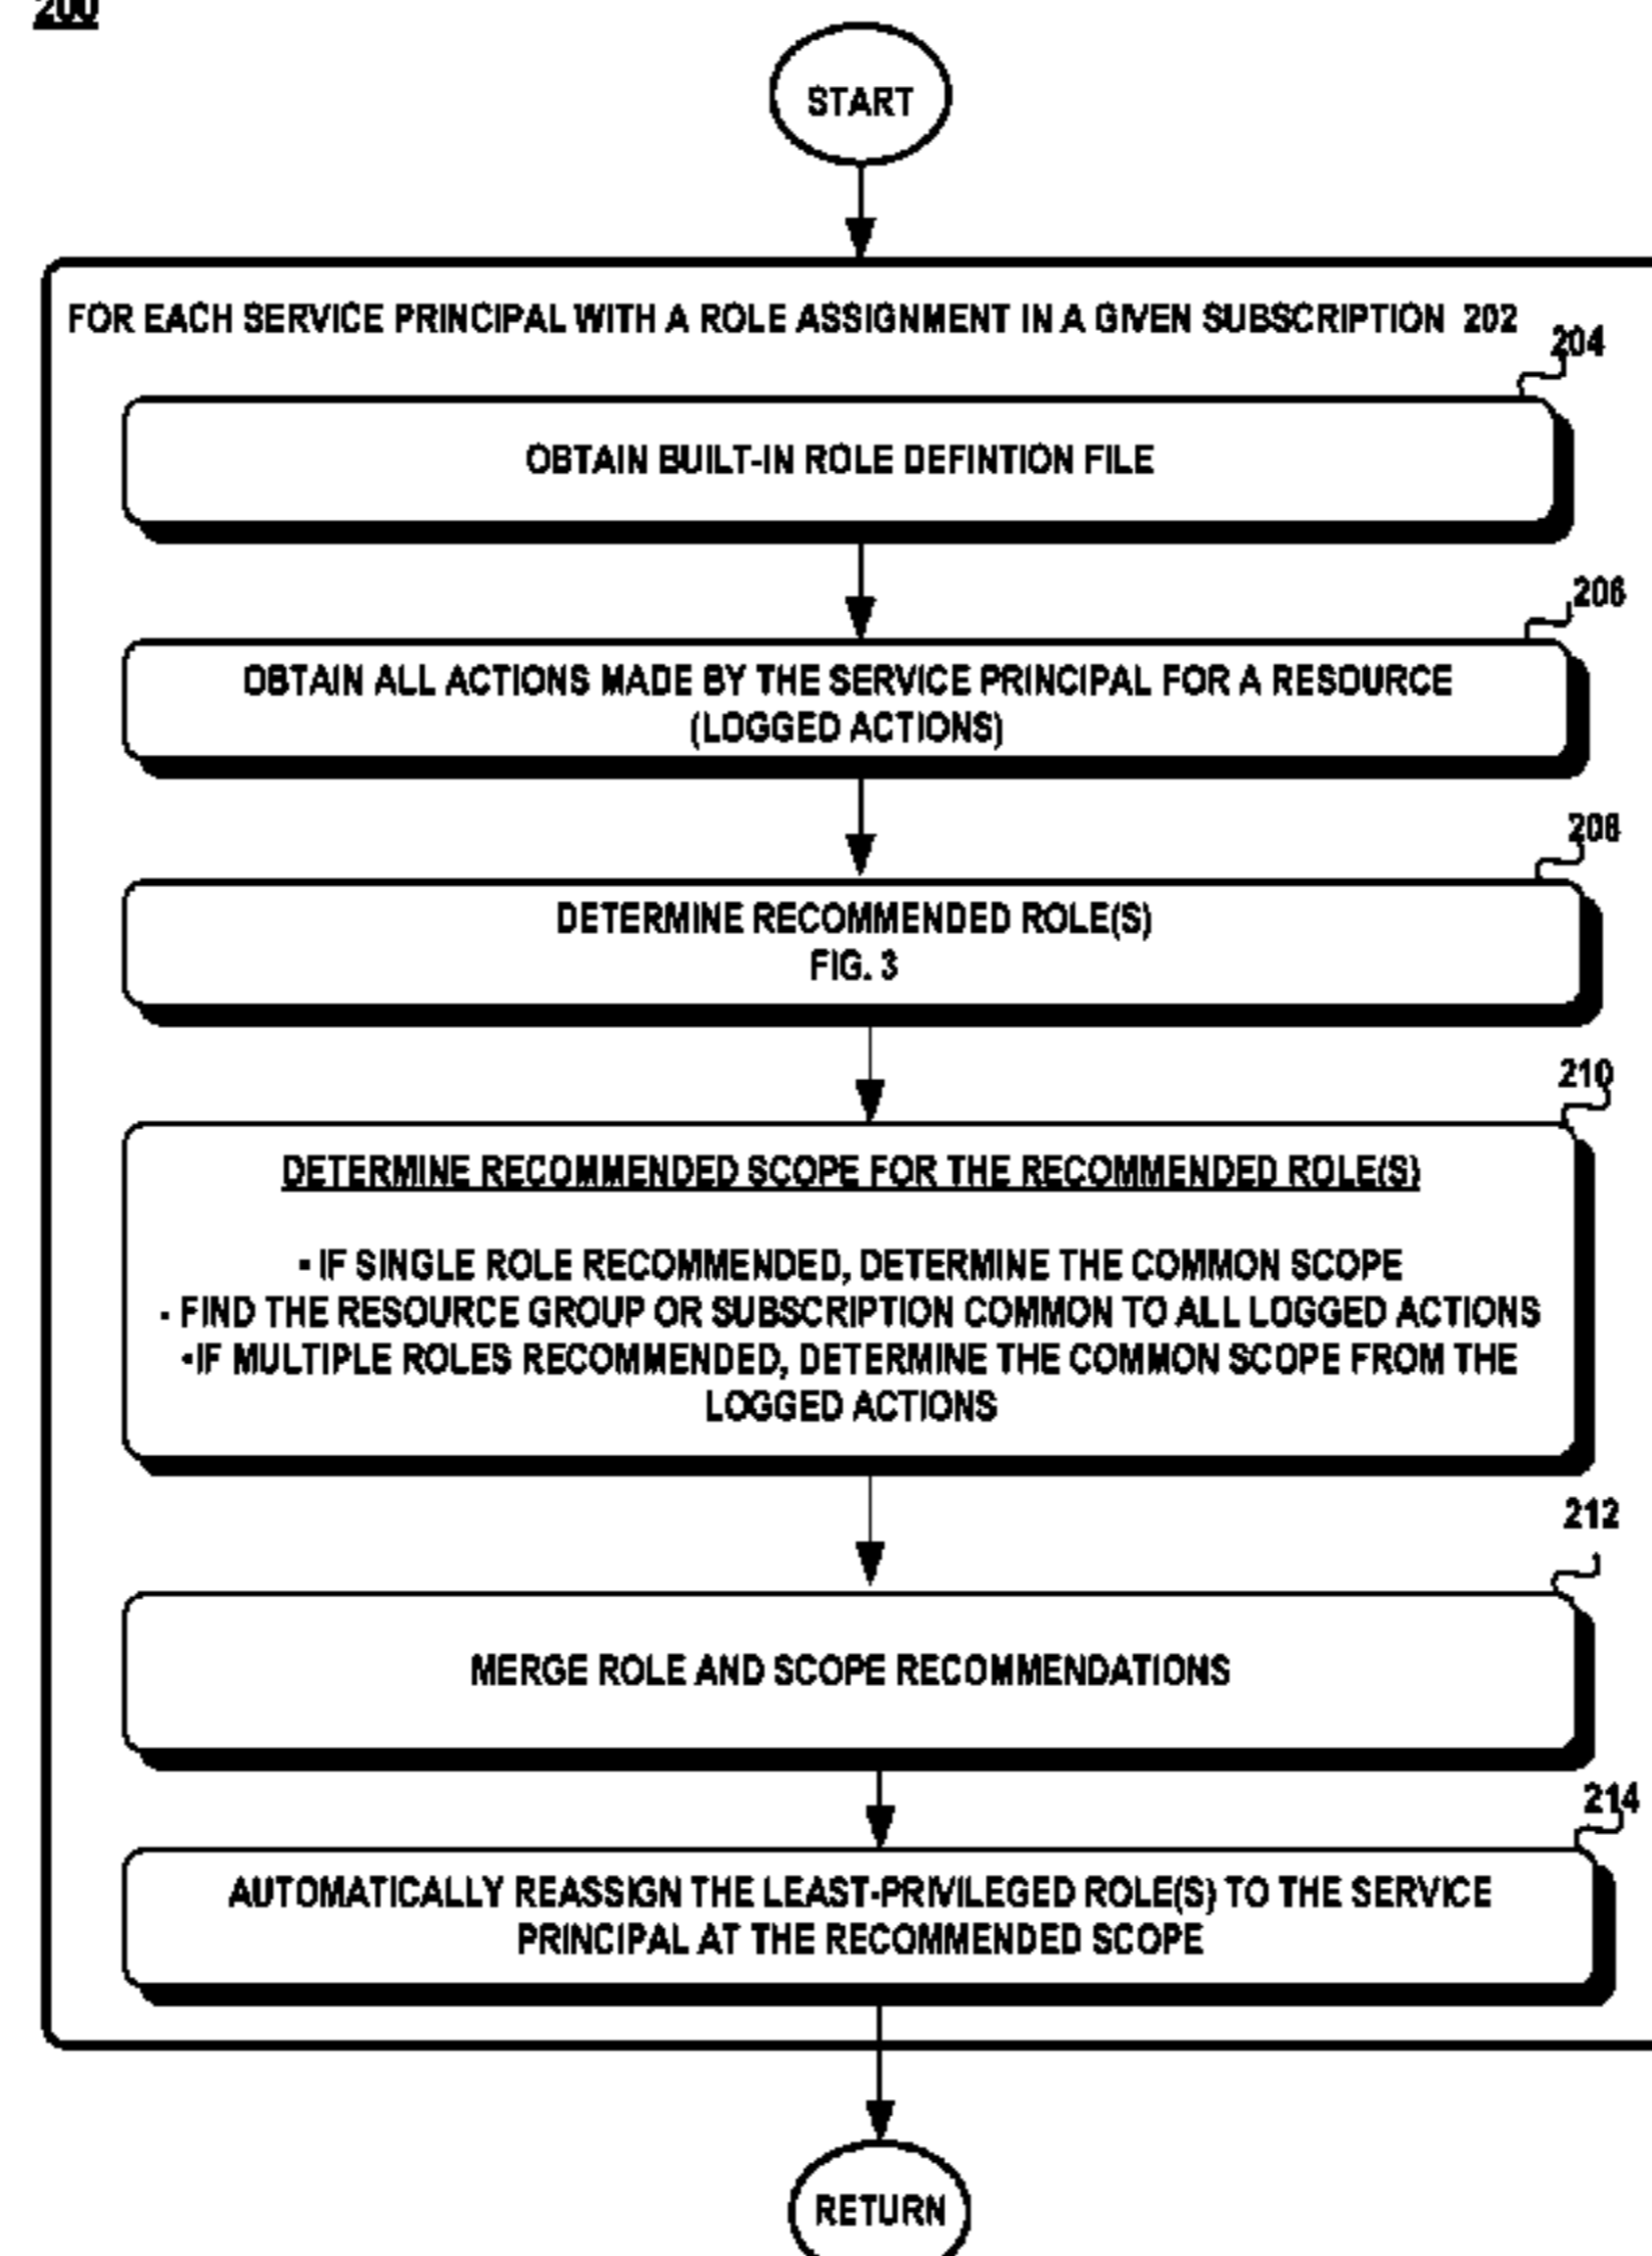 200
START
FOR EACH SERVICE PRINCIPAL WITH A ROLE ASSIGNMENT IN A GIVEN SUBSCRIPTION 202
204
OBTAIN BUILT-IN ROLE DEFINTION FILE
206
OBTAIN ALL ACTIONS MADE BY THE SERVICE PRINCIPAL FOR A RESOURCE
(LOGGED ACTIONS)
208
DETERMINE RECOMMENDED ROLE(S)
FIG. 3
210
DETERMINE RECOMMENDED SCOPE FOR THE RECOMMENDED ROLE(S)
- IF SINGLE ROLE RECOMMENDED, DETERMINE THE COMMON SCOPE
- FIND THE RESOURCE GROUP OR SUBSCRIPTION COMMON TO ALL LOGGED ACTIONS
•IF MULTIPLE ROLES RECOMMENDED, DETERMINE THE COMMON SCOPE FROM THE
LOGGED ACTIONS
212
MERGE ROLE AND SCOPE RECOMMENDATIONS
214
AUTOMATICALLY REASSIGN THE LEAST-PRIVILEGED ROLE(S) TO THE SERVICE
PRINCIPAL AT THE RECOMMENDED SCOPE
RETURN